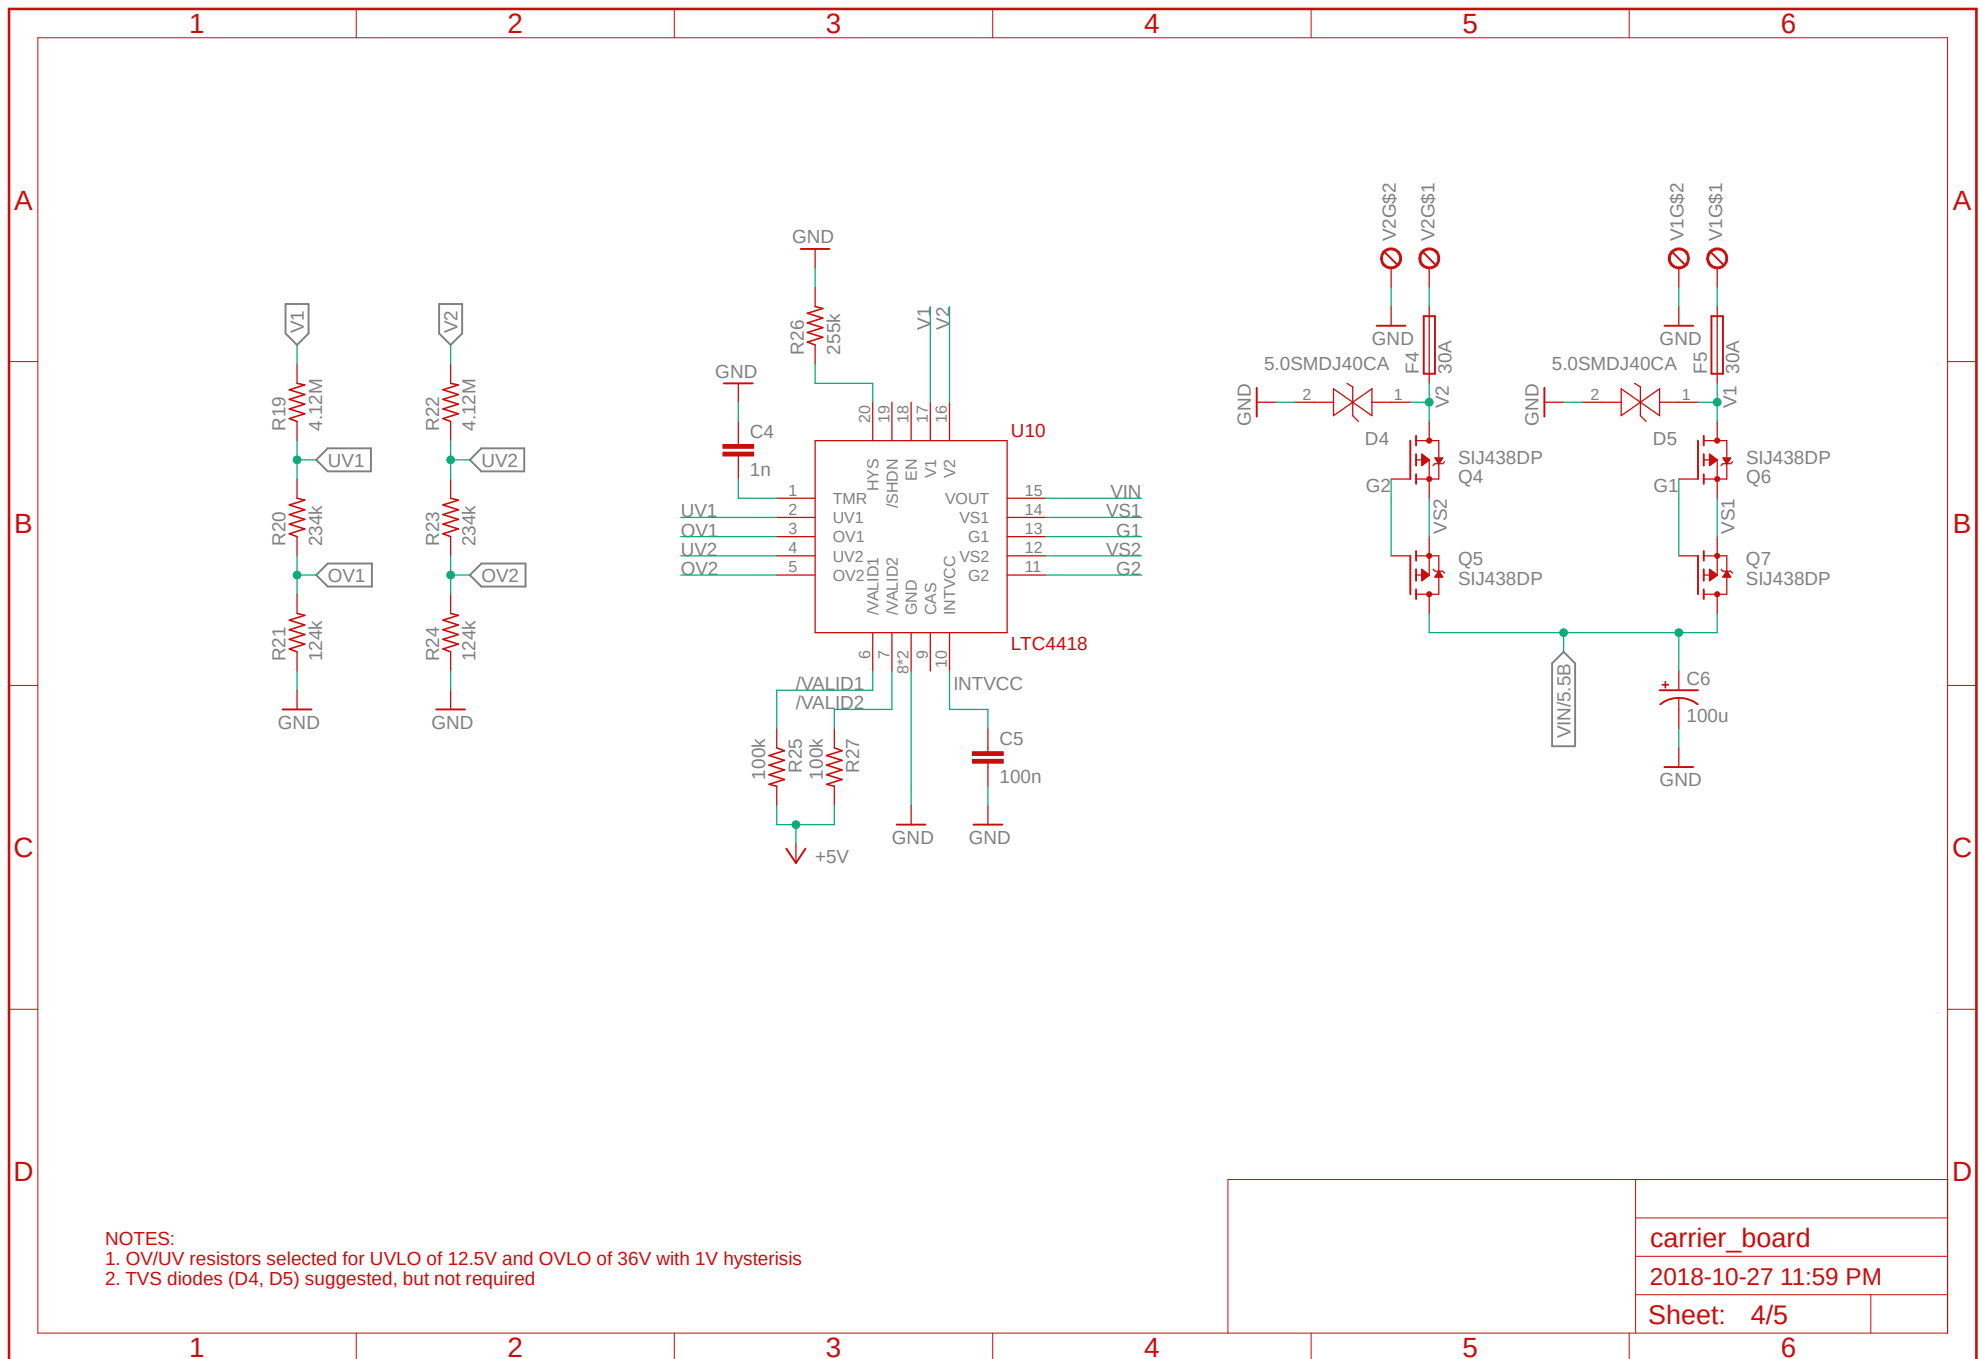 1 2 3 4 5 6
A A
B B
C C
D D
V1
R19
4.12M
UV1
R20
234k
OV1
R21
124k
GND
V2
R22
4.12M
UV2
R23
234k
OV2
R24
124k
GND
GND
R26
255k
V1
V2
GND
C4
1n
U10
20
19
18
17
16
HYS
/SHDN
EN
V1
V2
UV1
OV1
UV2
OV2
1 TMR
2 UV1
3 OV1
4 UV2
5 OV2
VOUT 15 VIN
VS1 14 VS1
G1 13 G1
VS2 12 VS2
G2 11 G2
/VALID1
/VALID2
GND
CAS
INTVCC
6
7
8*2
9
10
LTC4418
/VALID1
/VALID2
INTVCC
100k
R25
100k
R27
+5V
GND
C5
100n
GND
V2G$2
V2G$1
GND
F4
30A
5.0SMDJ40CA
GND
2
1
V2
D4
SIJ438DP
Q4
G2
VS2
Q5
SIJ438DP
V1G$2
V1G$1
GND
F5
30A
5.0SMDJ40CA
GND
2
1
V1
D5
SIJ438DP
Q6
G1
VS1
Q7
SIJ438DP
VIN/5.5B
+
C6
100u
GND
NOTES:
1. OV/UV resistors selected for UVLO of 12.5V and OVLO of 36V with 1V hysterisis
2. TVS diodes (D4, D5) suggested, but not required
carrier_board
2018-10-27 11:59 PM
Sheet: 4/5
1 2 3 4 5 6